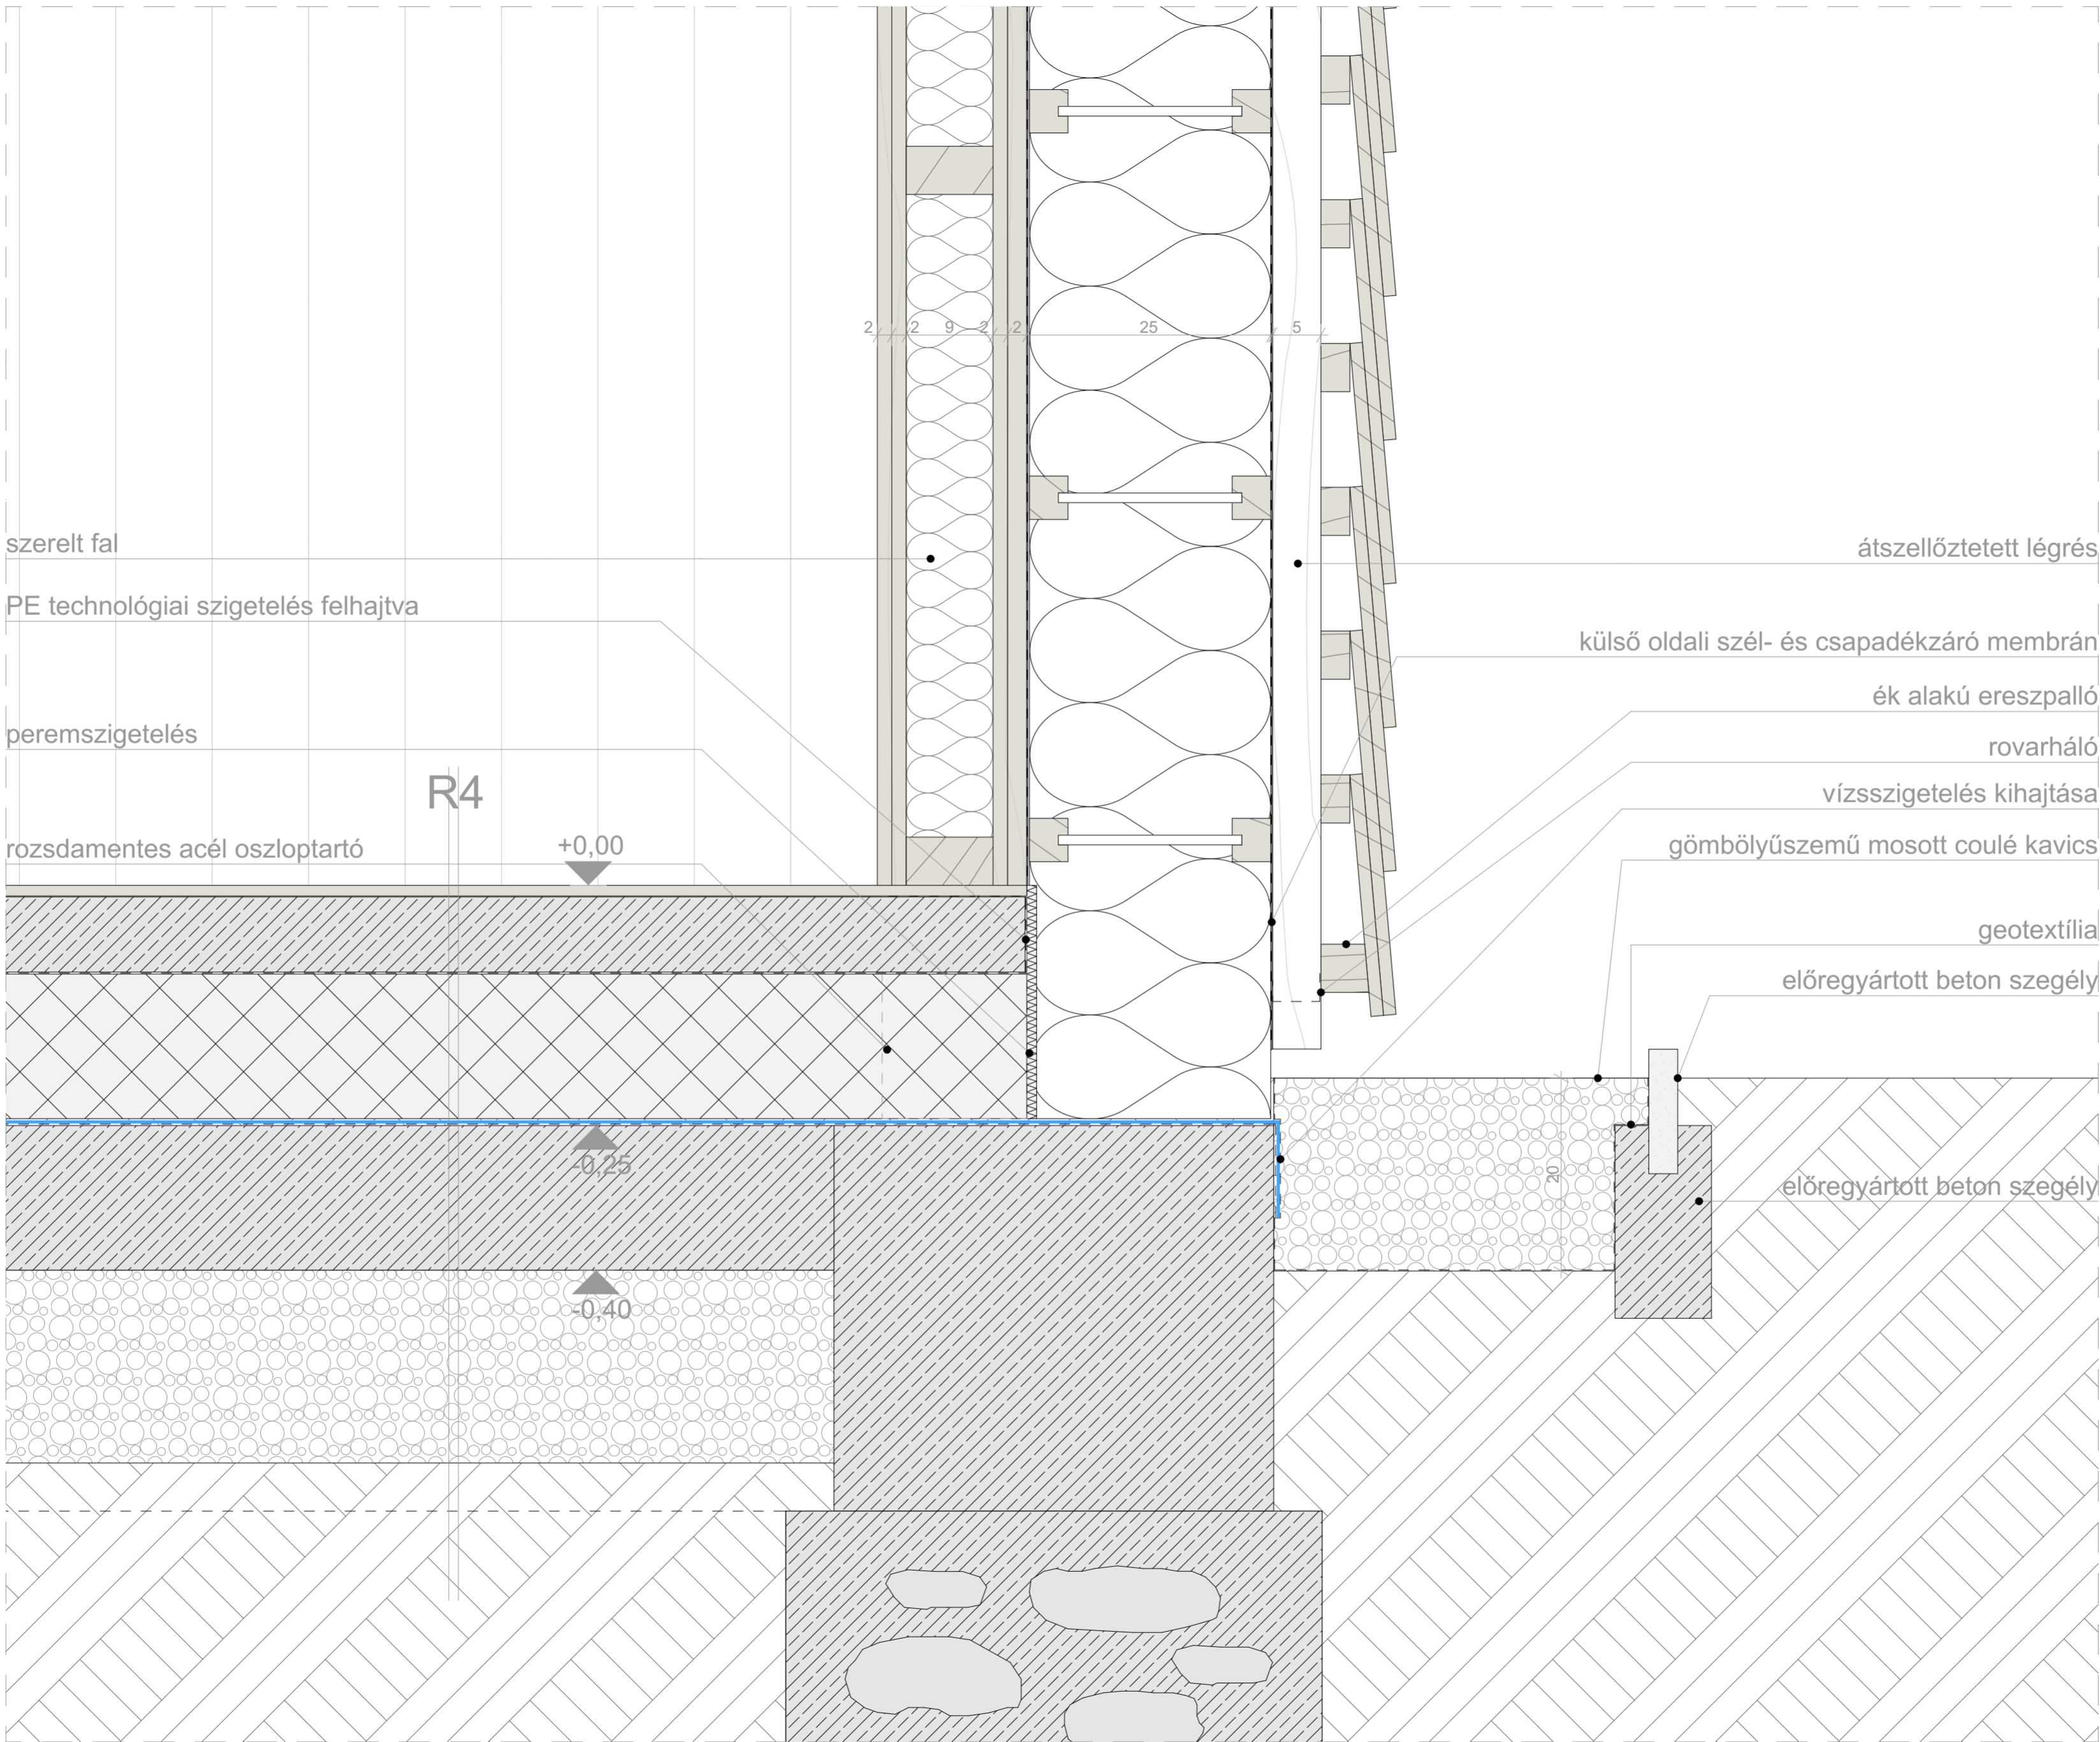 2 2 9 2 2 25 5
szerelt fal
átszellőztetett légrés
PE technológiai szigetelés felhajtva
külső oldali szél- és csapadékzáró membrán
ék alakú ereszpalló
peremszigetelés
rovarháló
R4
vízsszigetelés kihajtása
rozsdamentes acél oszloptartó
+0,00
gömbölyűszemű mosott coulé kavics
geotextília
előregyártott beton szegély
-0,25
20
előregyártott beton szegély
-0,40